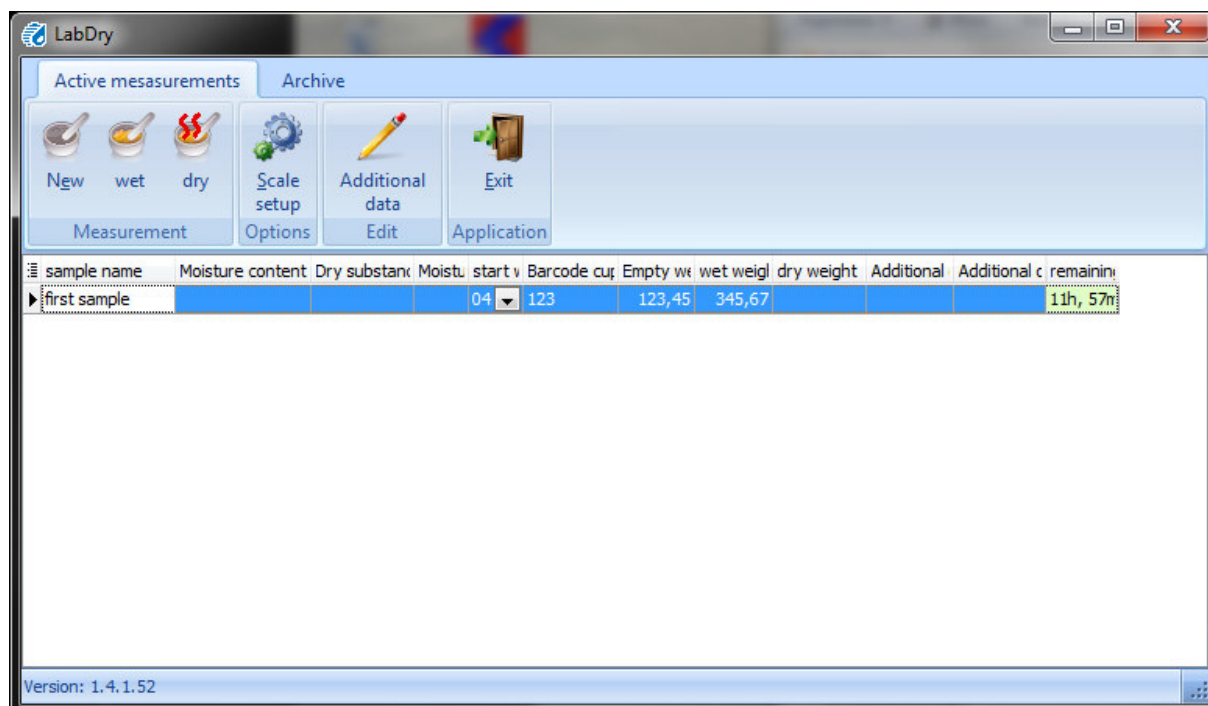 LabDry
Active mesasurements Archive
New wet dry Scale setup Additional data Exit
Measurement Options Edit Application
sample name Moisture content Dry substanc Moistu start v Barcode cup Empty we wet weigl dry weight Additional Additional c remaining
first sample 04 123 123,45 345,67 11h, 57m
Version: 1.4.1.52